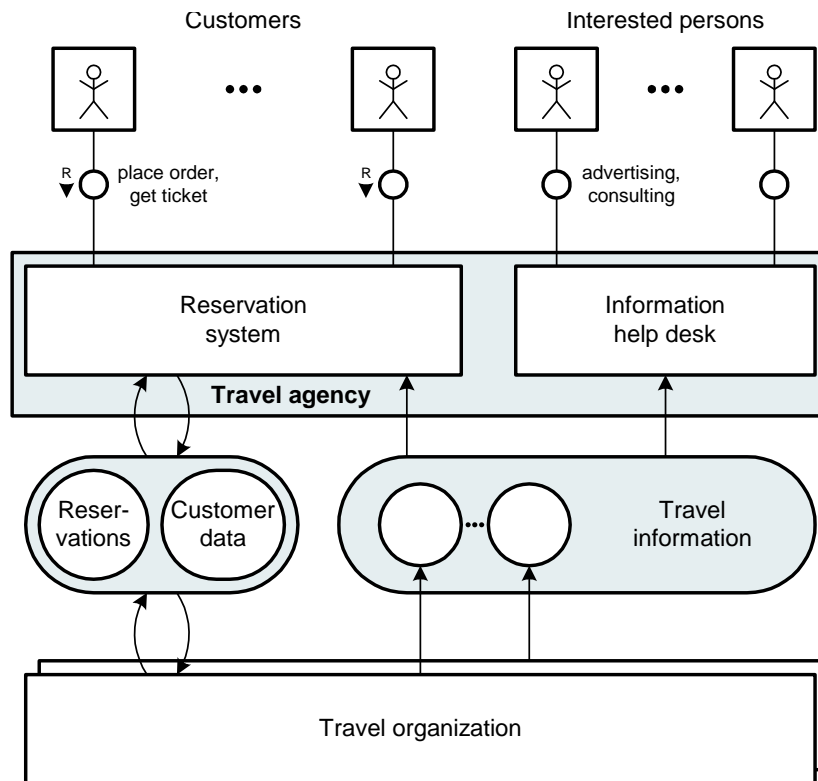 Customers
Interested persons
R
place order,
get ticket
R
advertising,
consulting
Reservation
system
Information
help desk
Travel agency
Reser-
vations
Customer
data
Travel
information
Travel organization